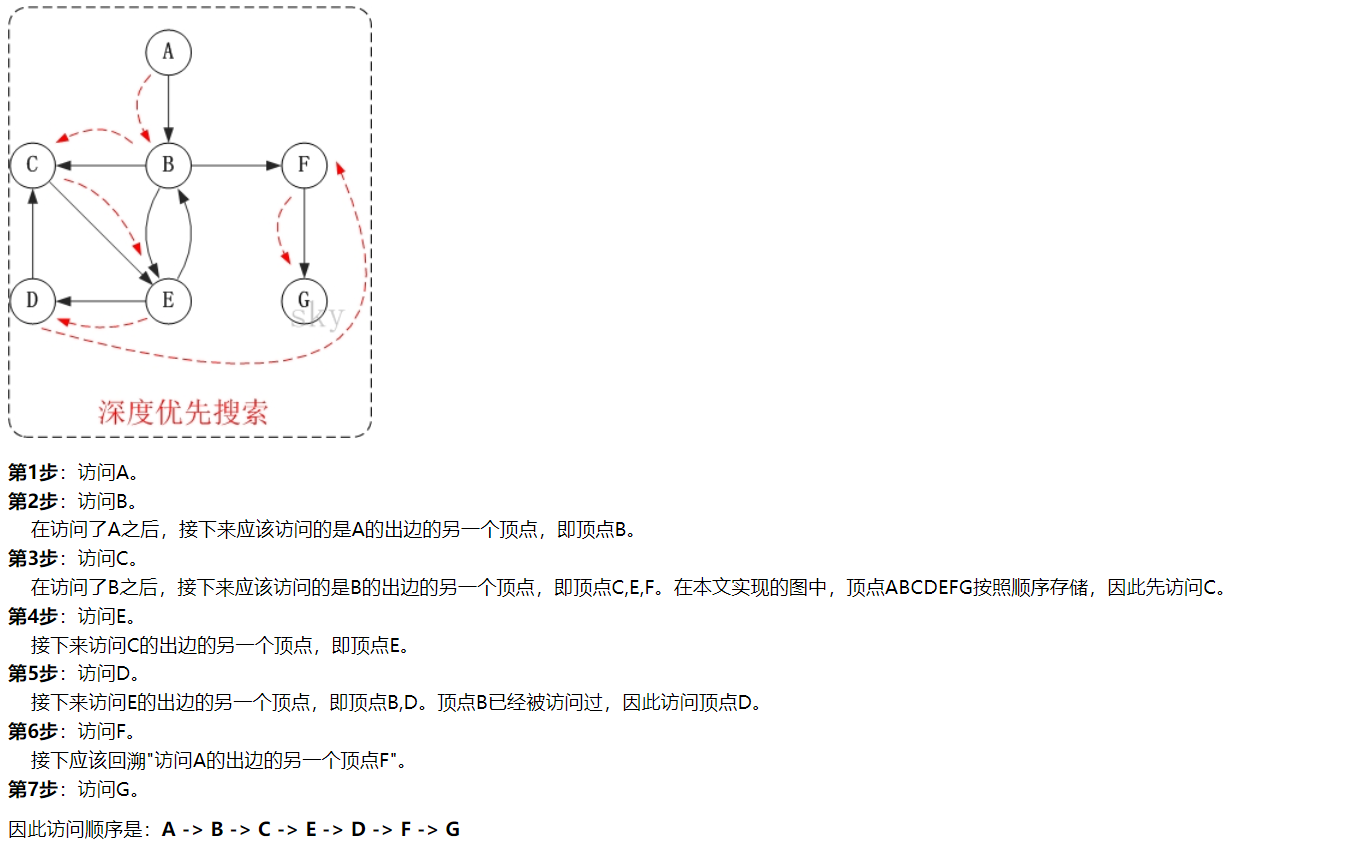 A
C B F
D E G
sky
深度优先搜索
第1步：访问A。
第2步：访问B。
在访问了A之后，接下来应该访问的是A的出边的另一个顶点，即顶点B。
第3步：访问C。
在访问了B之后，接下来应该访问的是B的出边的另一个顶点，即顶点C,E,F。在本文实现的图中，顶点ABCDEFG按照顺序存储，因此先访问C。
第4步：访问E。
接下来访问C的出边的另一个顶点，即顶点E。
第5步：访问D。
接下来访问E的出边的另一个顶点，即顶点B,D。顶点B已经被访问过，因此访问顶点D。
第6步：访问F。
接下应该回溯"访问A的出边的另一个顶点F"。
第7步：访问G。
因此访问顺序是：A -> B -> C -> E -> D -> F -> G